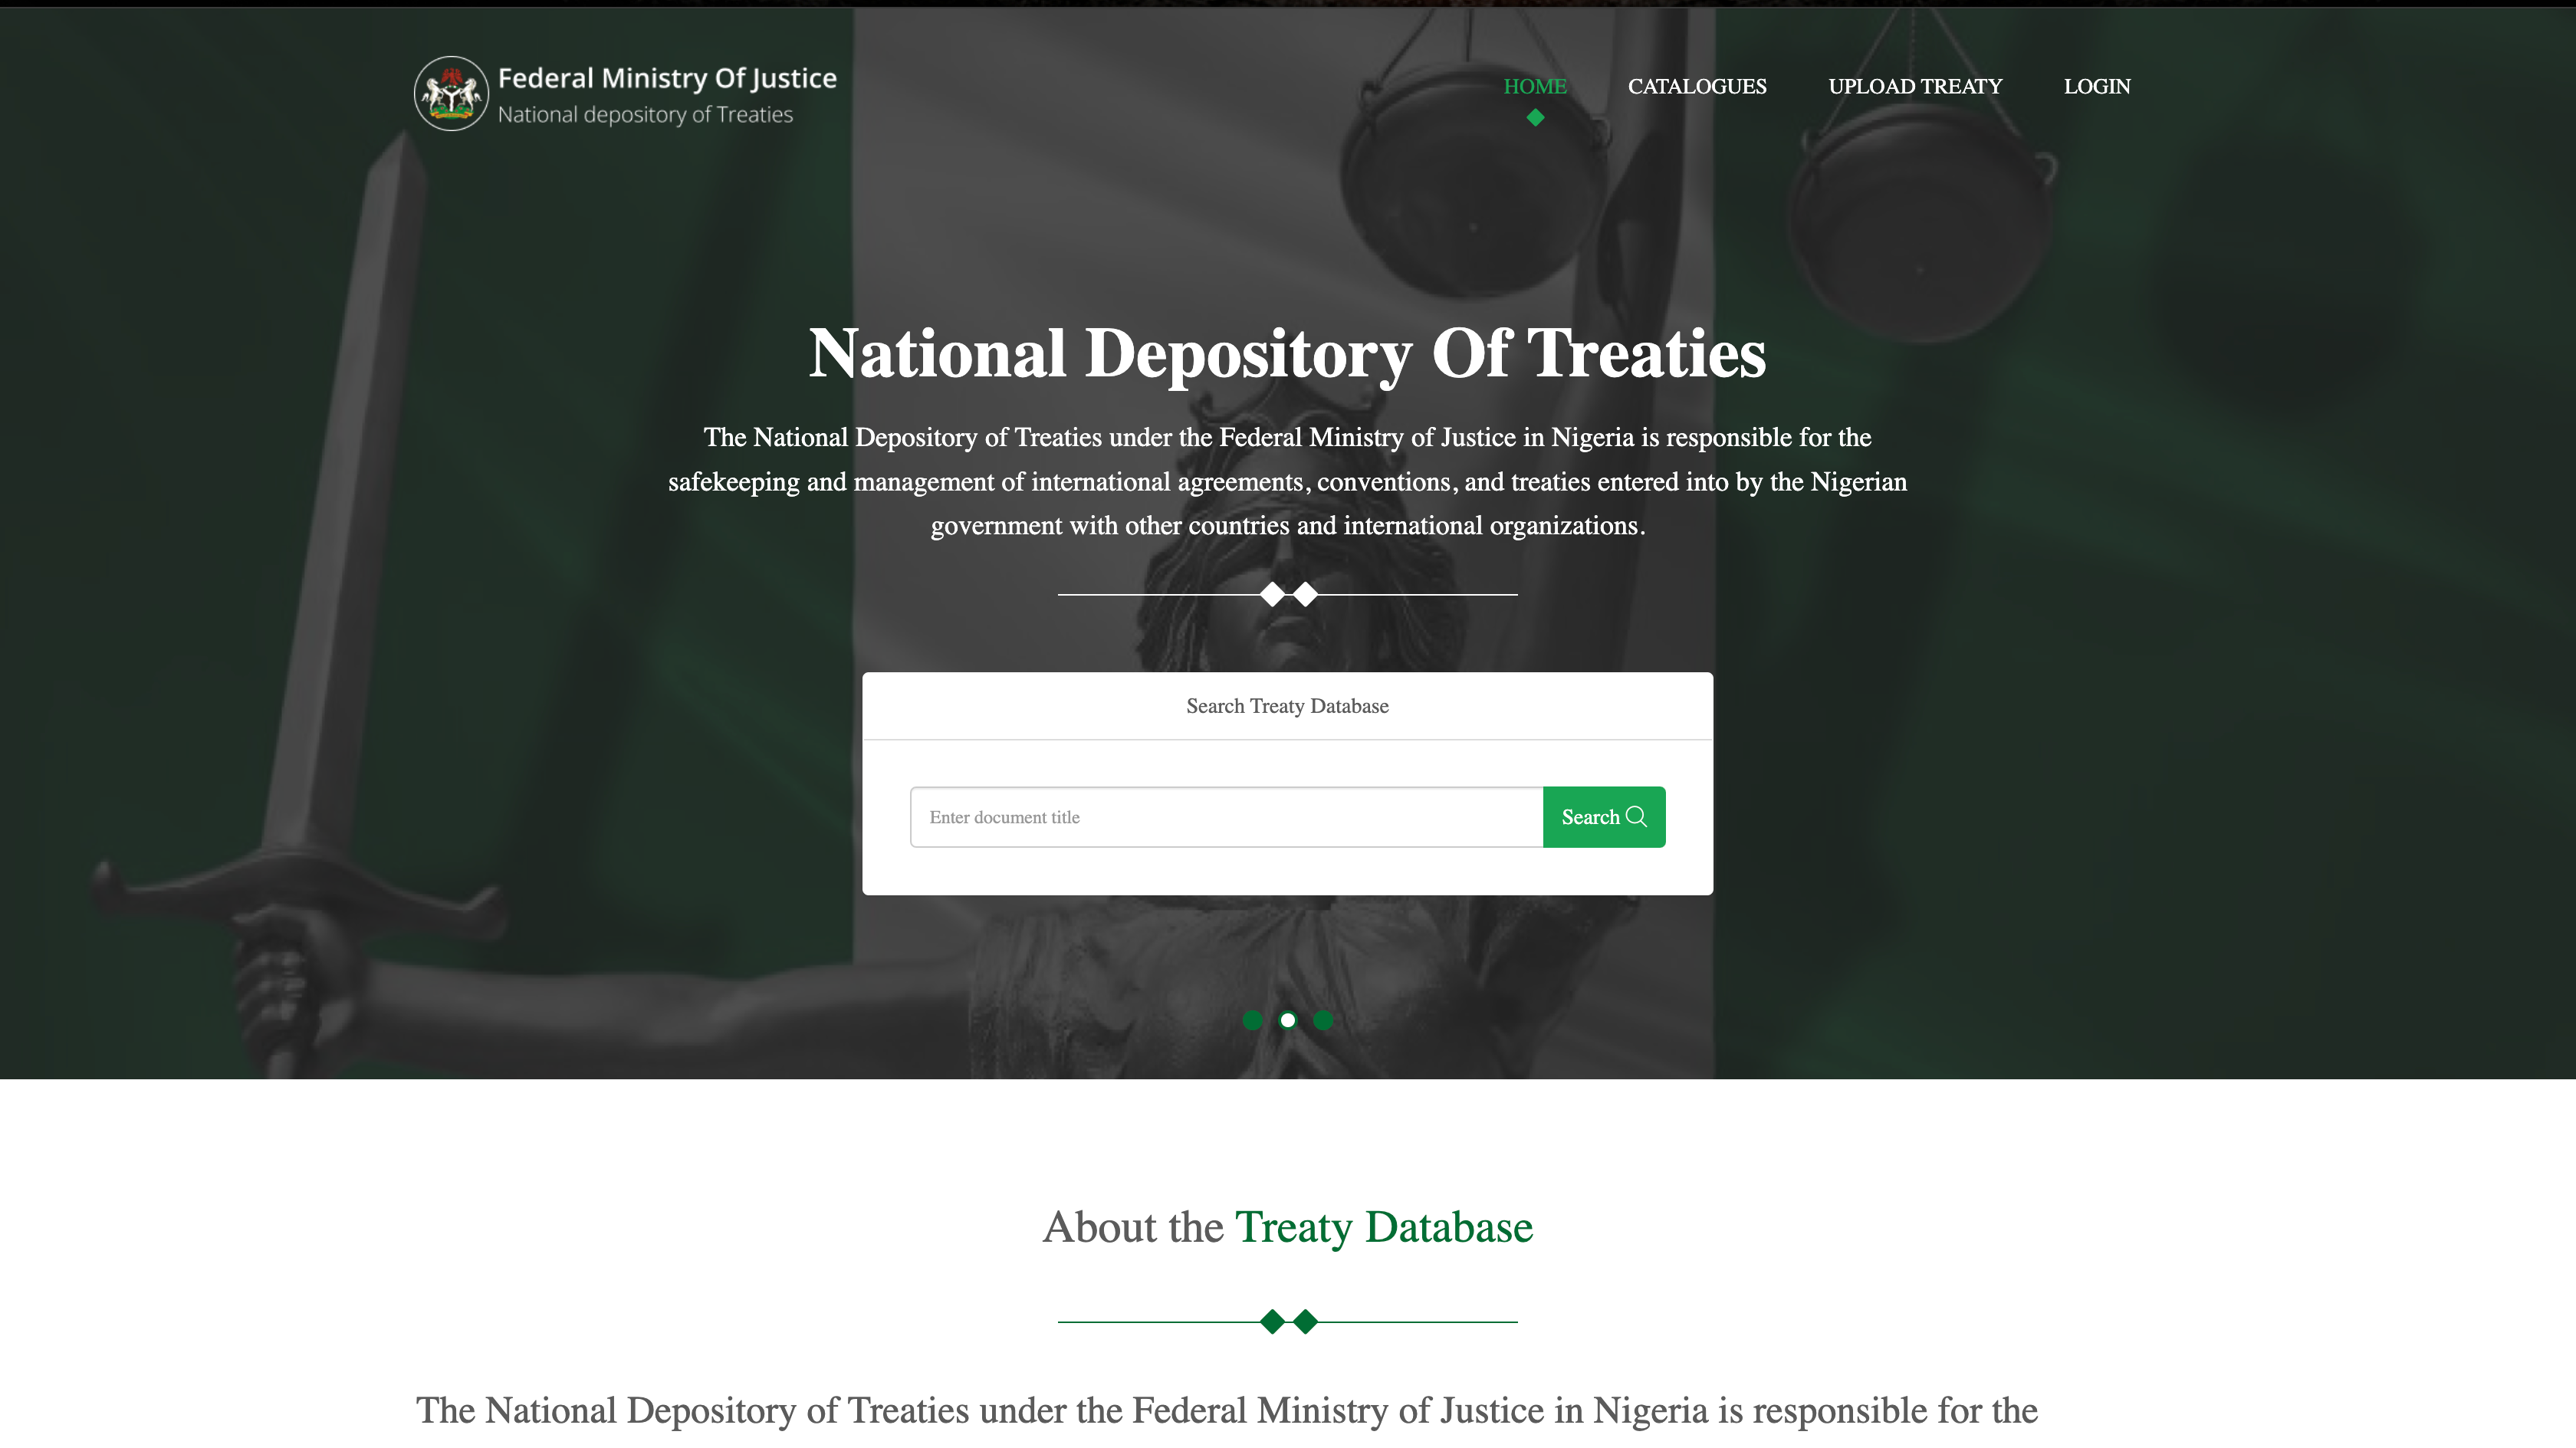 Federal Ministry Of Justice
National depository of Treaties
HOME
CATALOGUES
UPLOAD TREATY
LOGIN
National Depository Of Treaties
The National Depository of Treaties under the Federal Ministry of Justice in Nigeria is responsible for the
safekeeping and management of international agreements, conventions, and treaties entered into by the Nigerian
government with other countries and international organizations.
Search Treaty Database
Enter document title
Search
About the Treaty Database
The National Depository of Treaties under the Federal Ministry of Justice in Nigeria is responsible for the